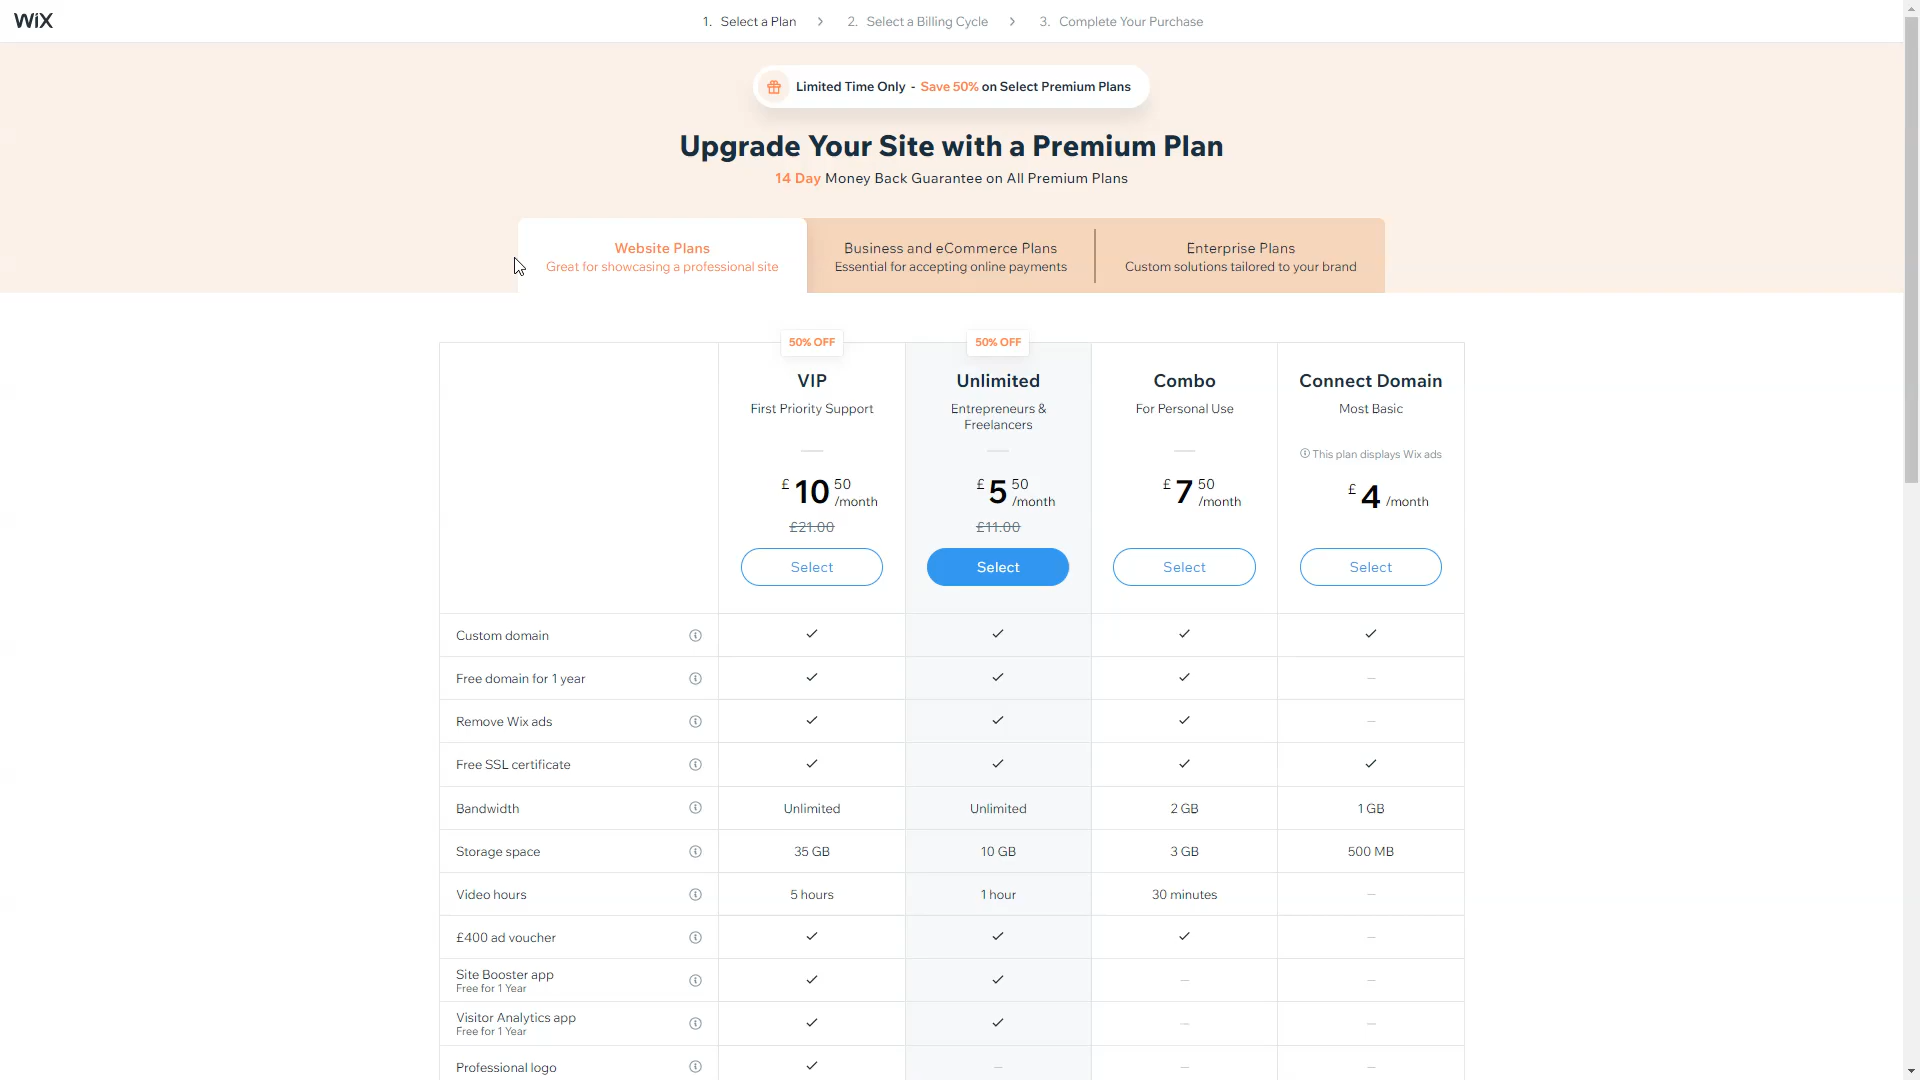 WiX
1. Select a Plan > 2. Select a Billing Cycle > 3. Complete Your Purchase
Limited Time Only - Save 50% on Select Premium Plans
Upgrade Your Site with a Premium Plan
14 Day Money Back Guarantee on All Premium Plans
Website Plans
Great for showcasing a professional site
Business and eCommerce Plans
Essential for accepting online payments
Enterprise Plans
Custom solutions tailored to your brand
50% OFF
VIP
First Priority Support
£ 10 50 /month
£21.00
Select
50% OFF
Unlimited
Entrepreneurs &
Freelancers
£ 5 50 /month
£11.00
Select
Combo
For Personal Use
£ 7 50 /month
Select
Connect Domain
Most Basic
This plan displays Wix ads
£ 4 /month
Select
Custom domain
Free domain for 1 year
Remove Wix ads
Free SSL certificate
Bandwidth Unlimited Unlimited 2 GB 1 GB
Storage space 35 GB 10 GB 3 GB 500 MB
Video hours 5 hours 1 hour 30 minutes
£400 ad voucher
Site Booster app
Free for 1 Year
Visitor Analytics app
Free for 1 Year
Professional logo